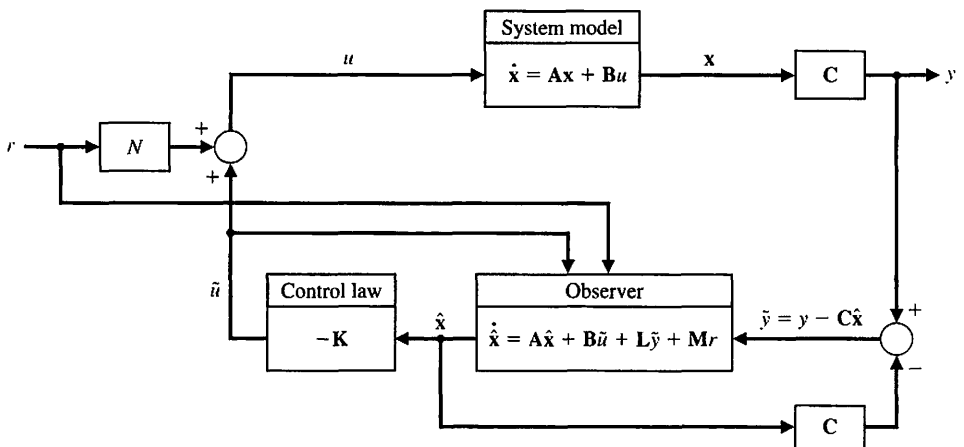 System model
u
ẋ = Ax + Bu
x
C
y
r
N
+
+
ũ
Control law
−K
x̂
Observer
x̂̇ = Ax̂ + Bũ + Lỹ + Mr
ỹ = y − Cx̂
+
−
C